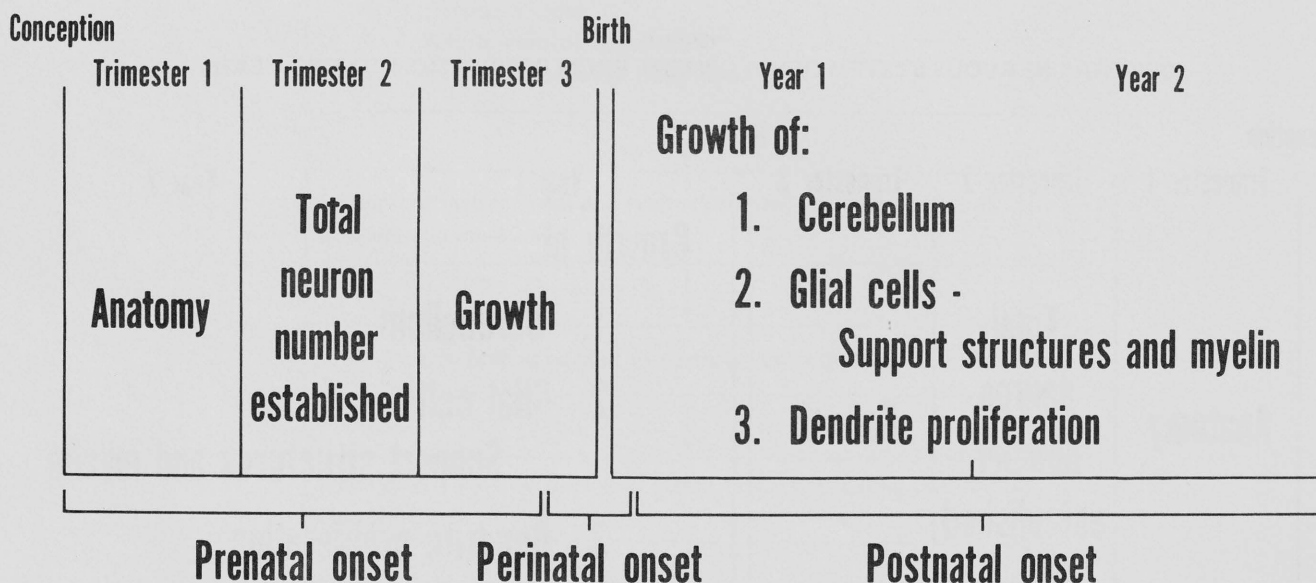 Conception
Birth
Trimester 1 Trimester 2 Trimester 3
Year 1 Year 2
Growth of:
Anatomy
Total
neuron
number
established
Growth
1. Cerebellum
2. Glial cells -
Support structures and myelin
3. Dendrite proliferation
Prenatal onset Perinatal onset Postnatal onset